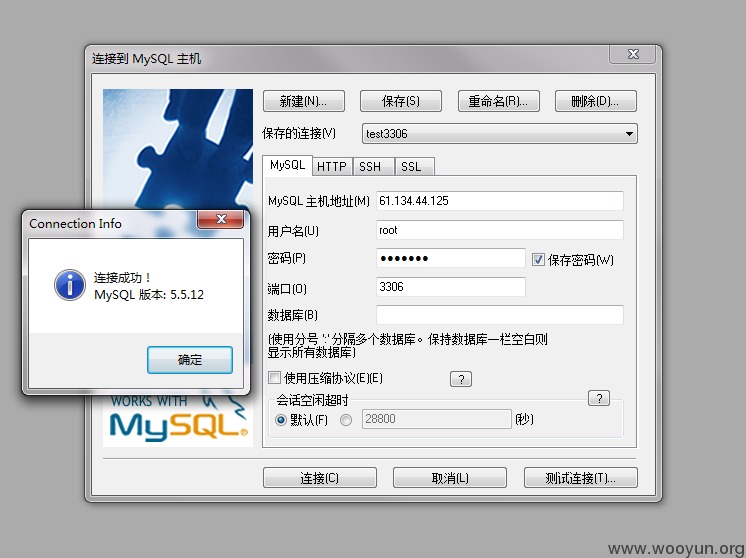 连接到 MySQL 主机
新建(N)... 保存(S) 重命名(R)... 删除(D)...
保存的连接(V) test3306
MySQL HTTP SSH SSL
MySQL 主机地址(M) 61.134.44.125
用户名(U) root
密码(P) ●●●●●●● 保存密码(W)
端口(O) 3306
数据库(B)
(使用分号 ';'分隔多个数据库。保持数据库一栏空白则
显示所有数据库)
使用压缩协议(E)(E) ?
会话空闲超时 ?
默认(F) 28800 (秒)
连接(C) 取消(L) 测试连接(T)...
Connection Info
连接成功！
MySQL 版本: 5.5.12
确定
WORKS WITH
MySQL
www.wooyun.org